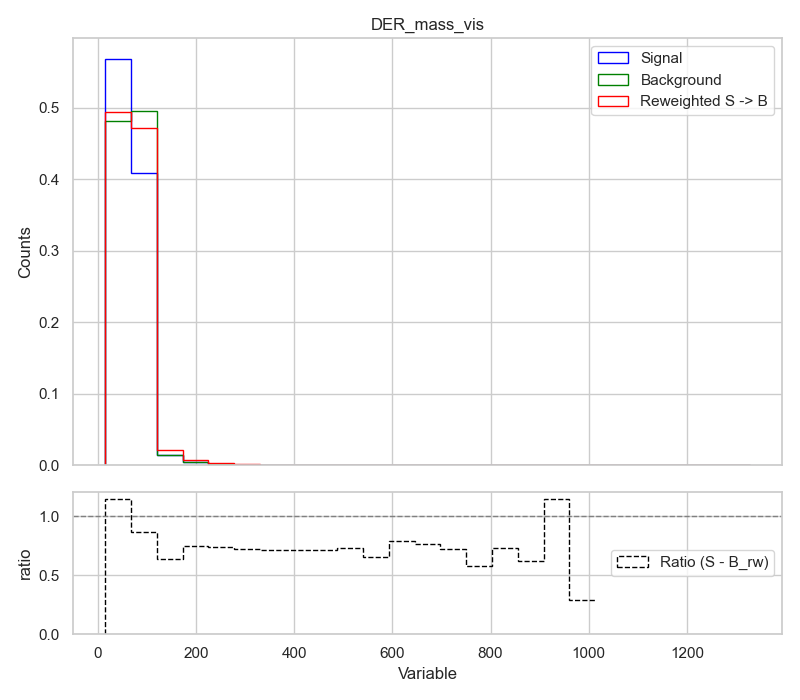 DER_mass_vis
Signal
Background
Reweighted S -> B
Counts
0.5
0.4
0.3
0.2
0.1
0.0
ratio
1.0
0.5
0.0
Ratio (S - B_rw)
0 200 400 600 800 1000 1200
Variable